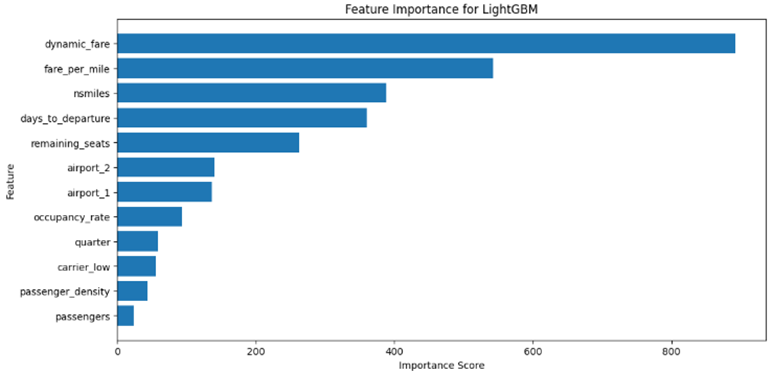 Feature Importance for LightGBM
Feature
dynamic_fare
fare_per_mile
nsmiles
days_to_departure
remaining_seats
airport_2
airport_1
occupancy_rate
quarter
carrier_low
passenger_density
passengers
0 200 400 600 800
Importance Score